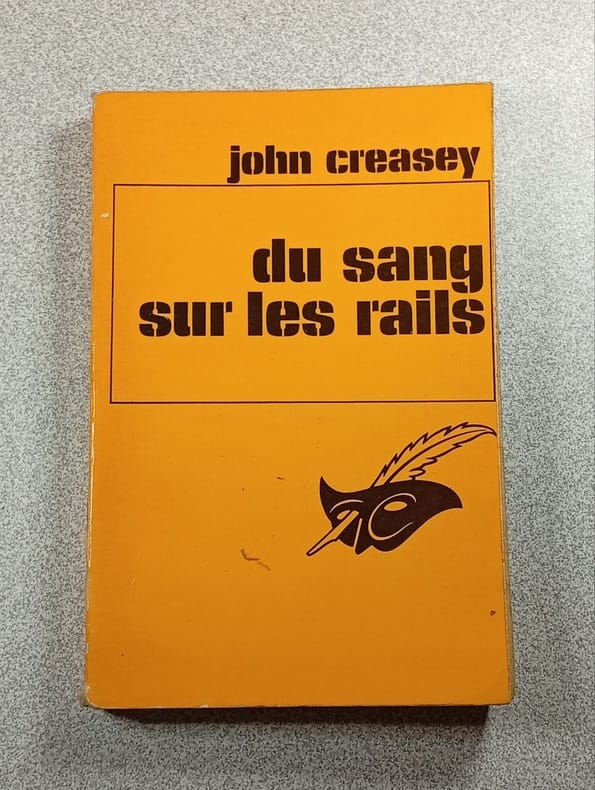 john creasey
du sang
sur les rails